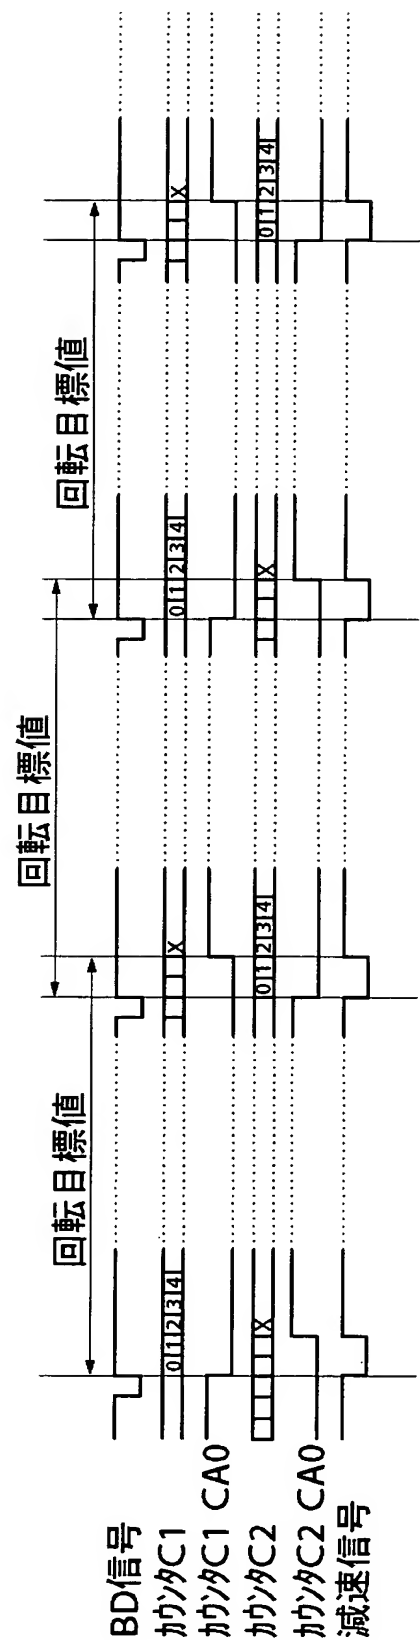 回転目標値
回転目標値
回転目標値
BD信号
カウンタC1 0 1 2 3 4 X 0 1 2 3 4 X
カウンタC1 CA0
カウンタC2 X 0 1 2 3 4 X 0 1 2 3 4
カウンタC2 CA0
減速信号